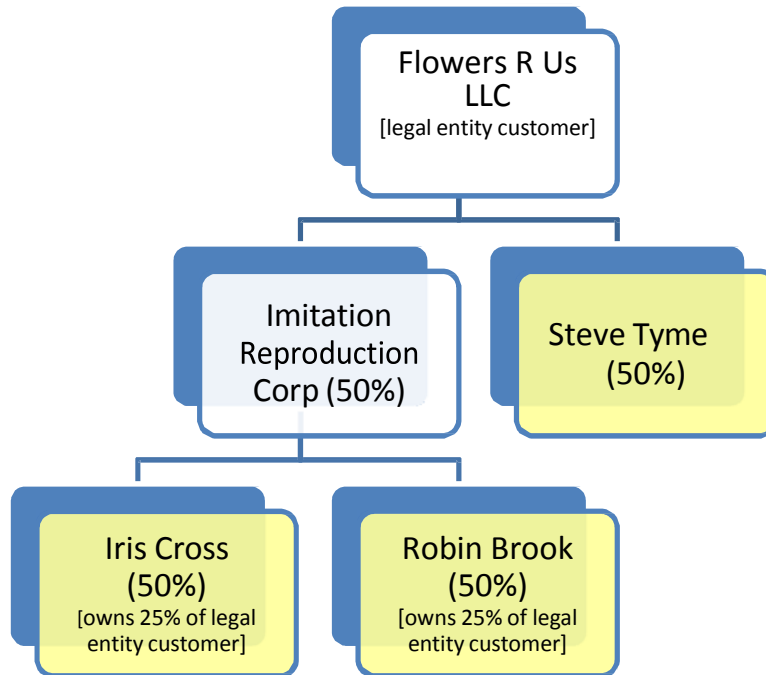 Flowers R Us
LLC
[legal entity customer]
Imitation
Reproduction
Corp (50%)
Steve Tyme
(50%)
Iris Cross
(50%)
[owns 25% of legal
entity customer]
Robin Brook
(50%)
[owns 25% of legal
entity customer]